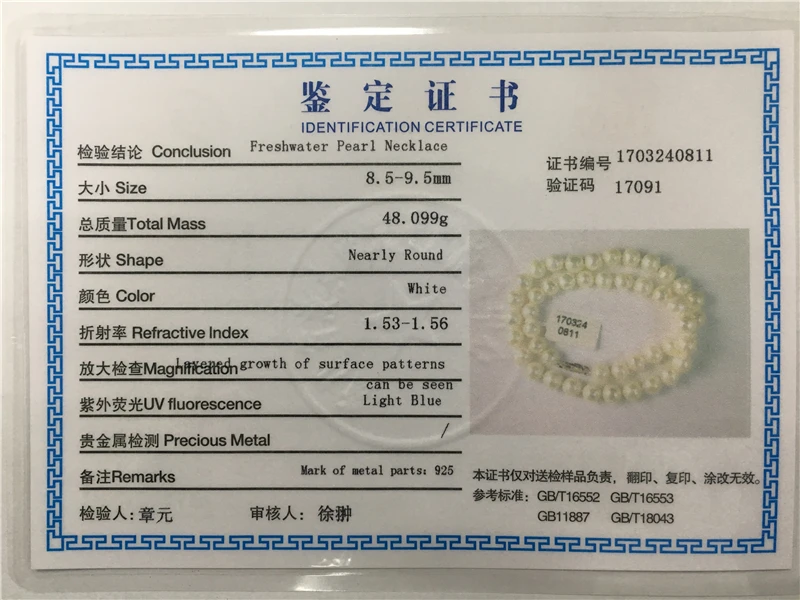 鉴定证书
IDENTIFICATION CERTIFICATE
检验结论 Conclusion Freshwater Pearl Necklace
证书编号 1703240811
大小 Size 8.5-9.5mm
验证码 17091
总质量Total Mass 48.099g
形状 Shape Nearly Round
颜色 Color White
折射率 Refractive Index 1.53-1.56
放大检查Magnification Layered growth of surface patterns
can be seen
紫外荧光UV fluorescence Light Blue
贵金属检测 Precious Metal /
备注Remarks Mark of metal parts: 925
检验人:章元 审核人: 徐翀
170324
0811
本证书仅对送检样品负责，翻印、复印、涂改无效。
参考标准: GB/T16552 GB/T16553
GB11887 GB/T18043